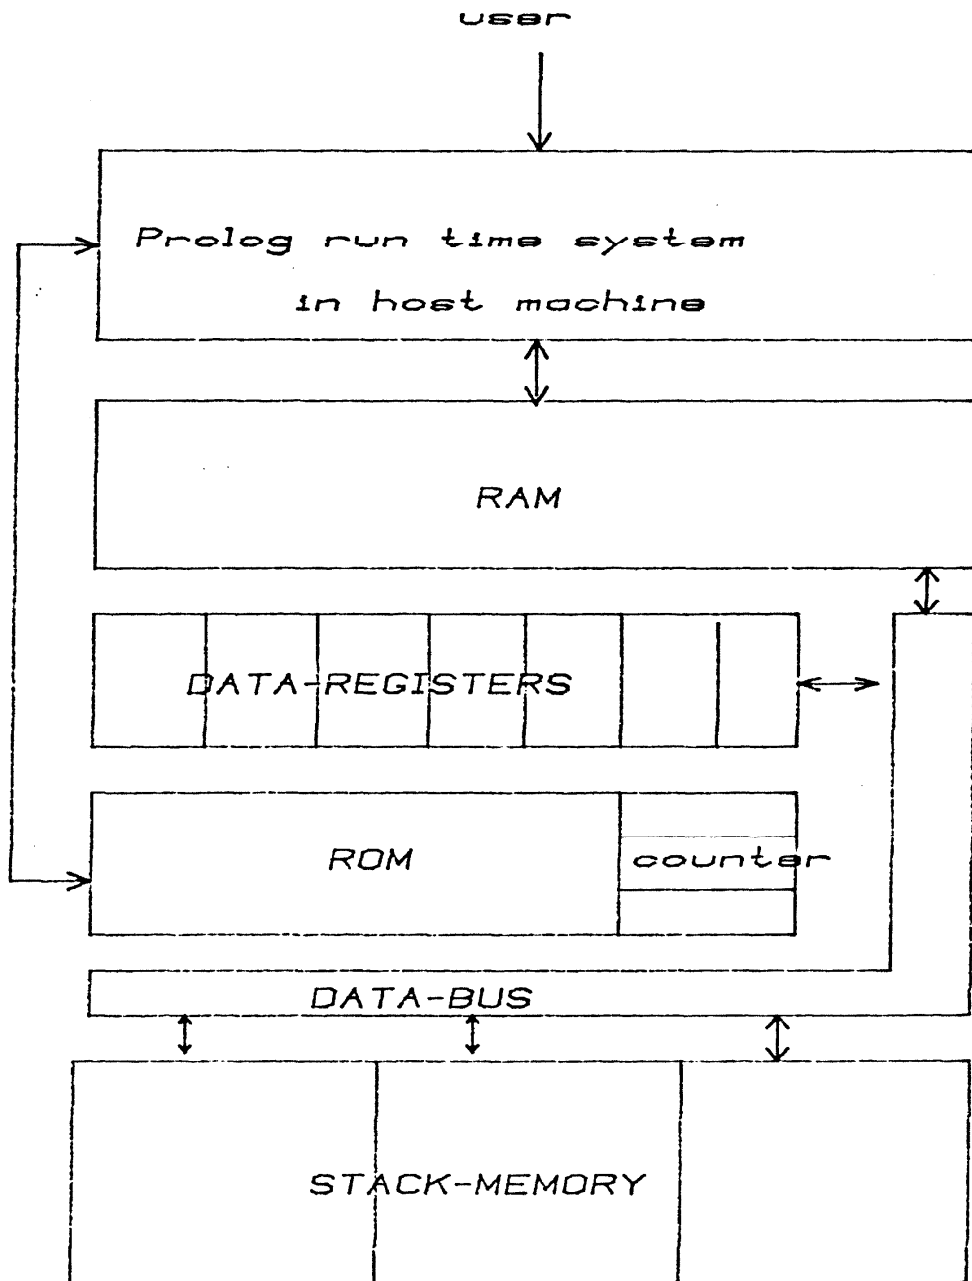 user
Prolog run time system
in host machine
RAM
DATA-REGISTERS
ROM
counter
DATA-BUS
STACK-MEMORY